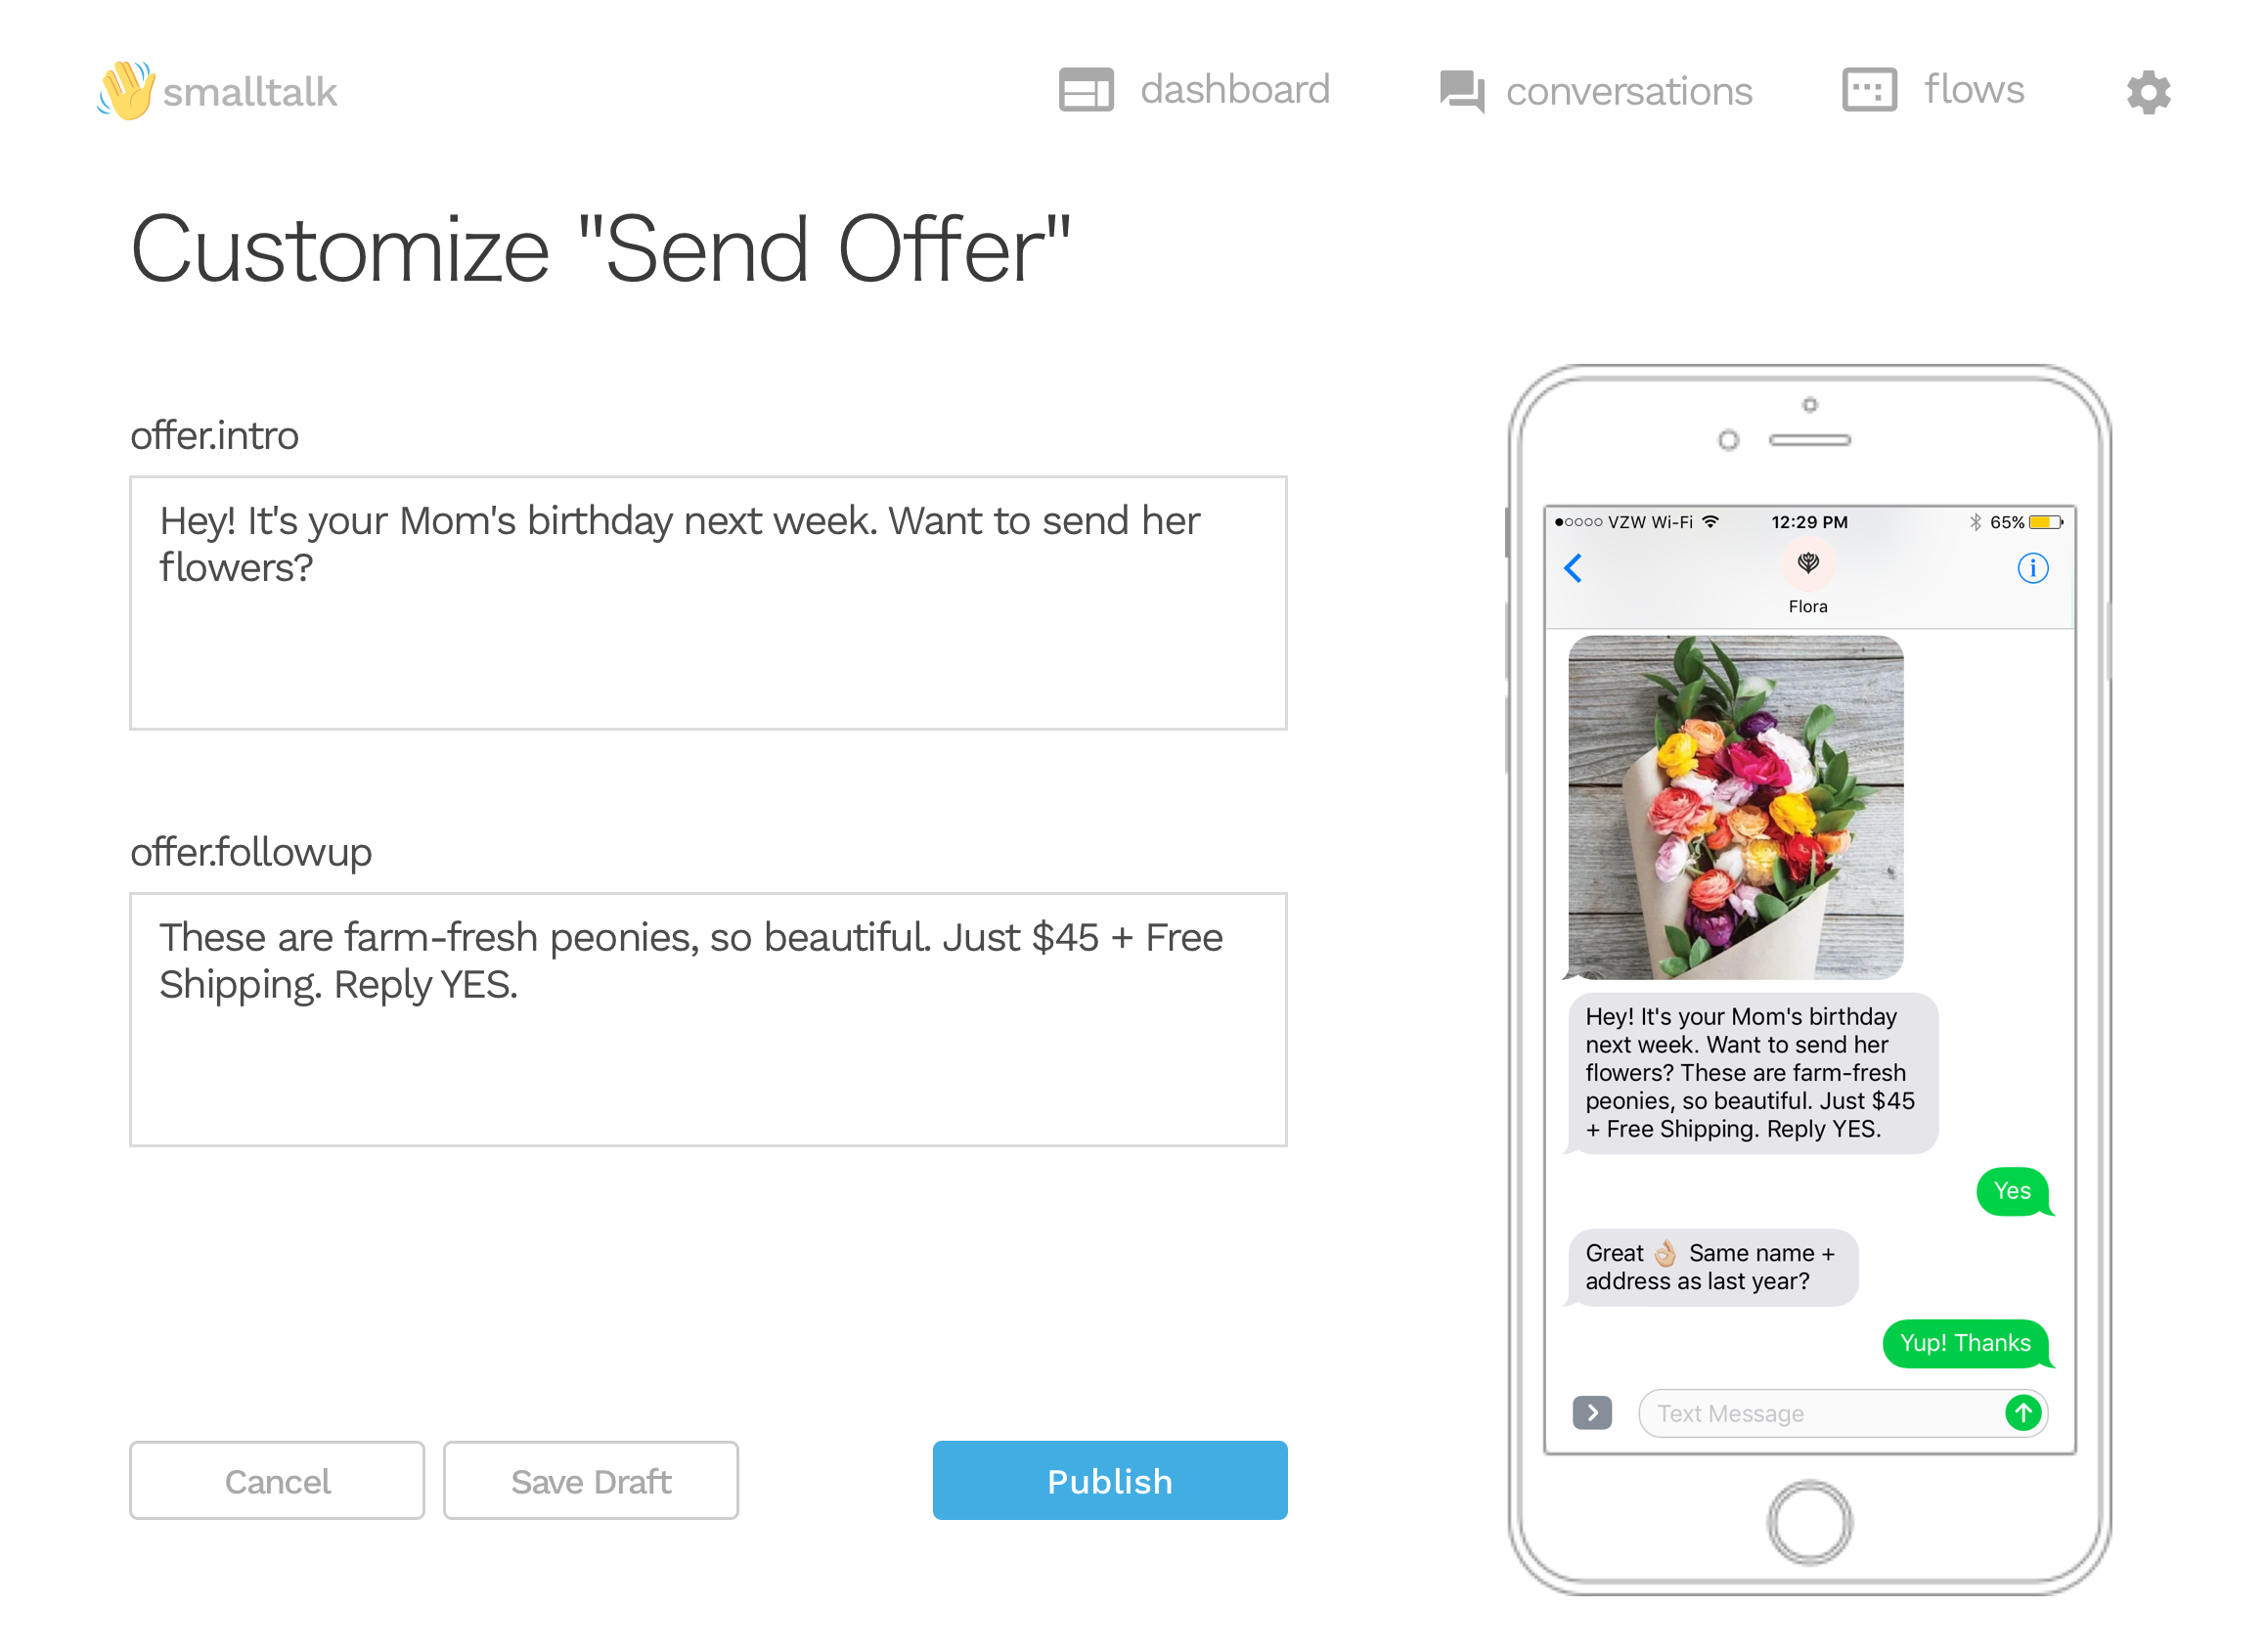 smalltalk
dashboard
conversations
flows
Customize "Send Offer"
offer.intro
Hey! It's your Mom's birthday next week. Want to send her
flowers?
offer.followup
These are farm-fresh peonies, so beautiful. Just $45 + Free
Shipping. Reply YES.
Cancel
Save Draft
Publish
VZW Wi-Fi
12:29 PM
65%
Flora
Hey! It's your Mom's birthday
next week. Want to send her
flowers? These are farm-fresh
peonies, so beautiful. Just $45
+ Free Shipping. Reply YES.
Yes
Great 👌🏼 Same name +
address as last year?
Yup! Thanks
Text Message